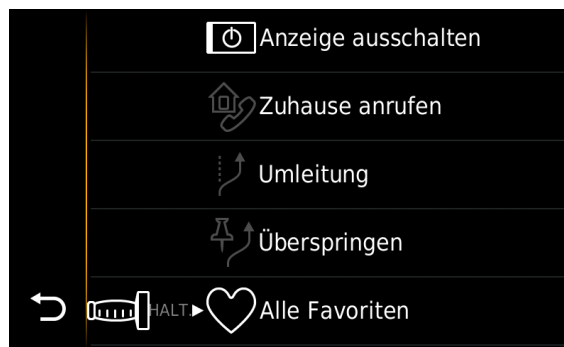 Anzeige ausschalten
Zuhause anrufen
Umleitung
Überspringen
HALT. Alle Favoriten